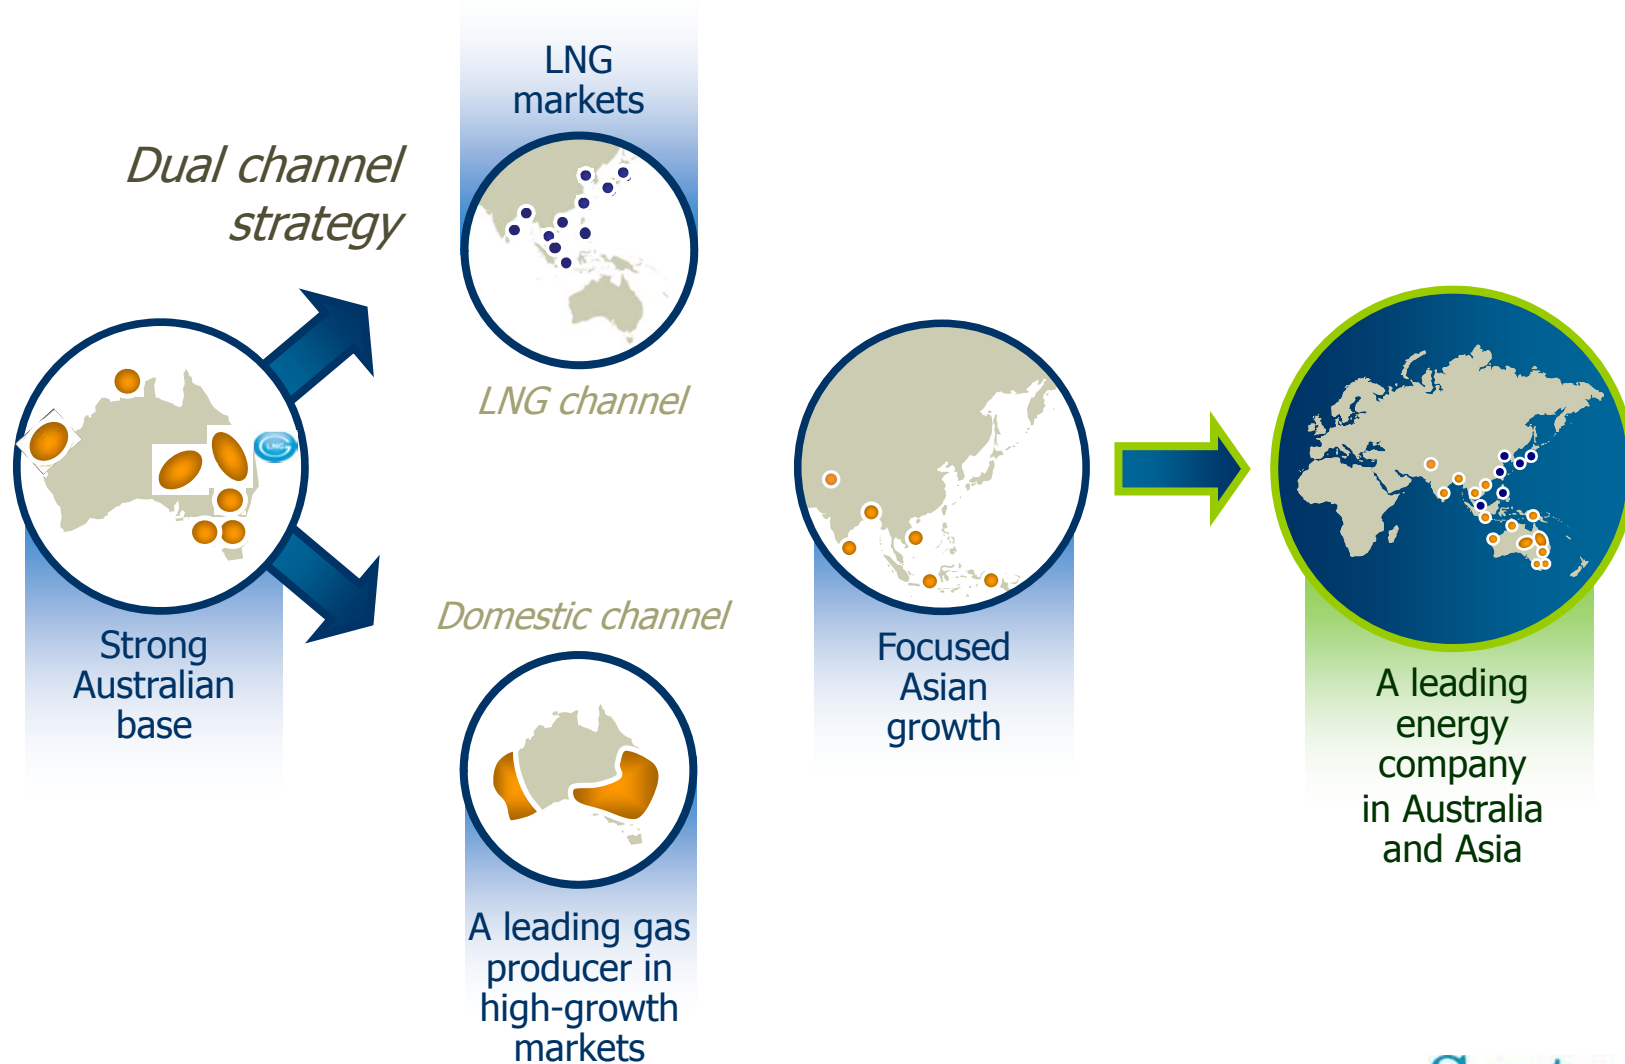 Dual channel
strategy
LNG
markets
LNG channel
LNG
Strong
Australian
base
Domestic channel
A leading gas
producer in
high-growth
markets
Focused
Asian
growth
A leading
energy
company
in Australia
and Asia